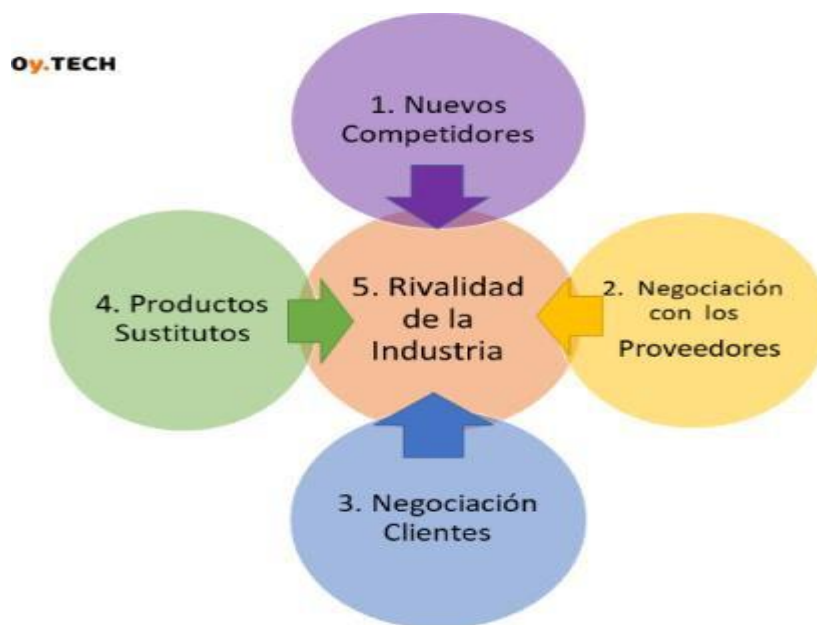 Oy.TECH
1. Nuevos
Competidores
4. Productos
Sustitutos
5. Rivalidad
de la
Industria
2. Negociación
con los
Proveedores
3. Negociación
Clientes